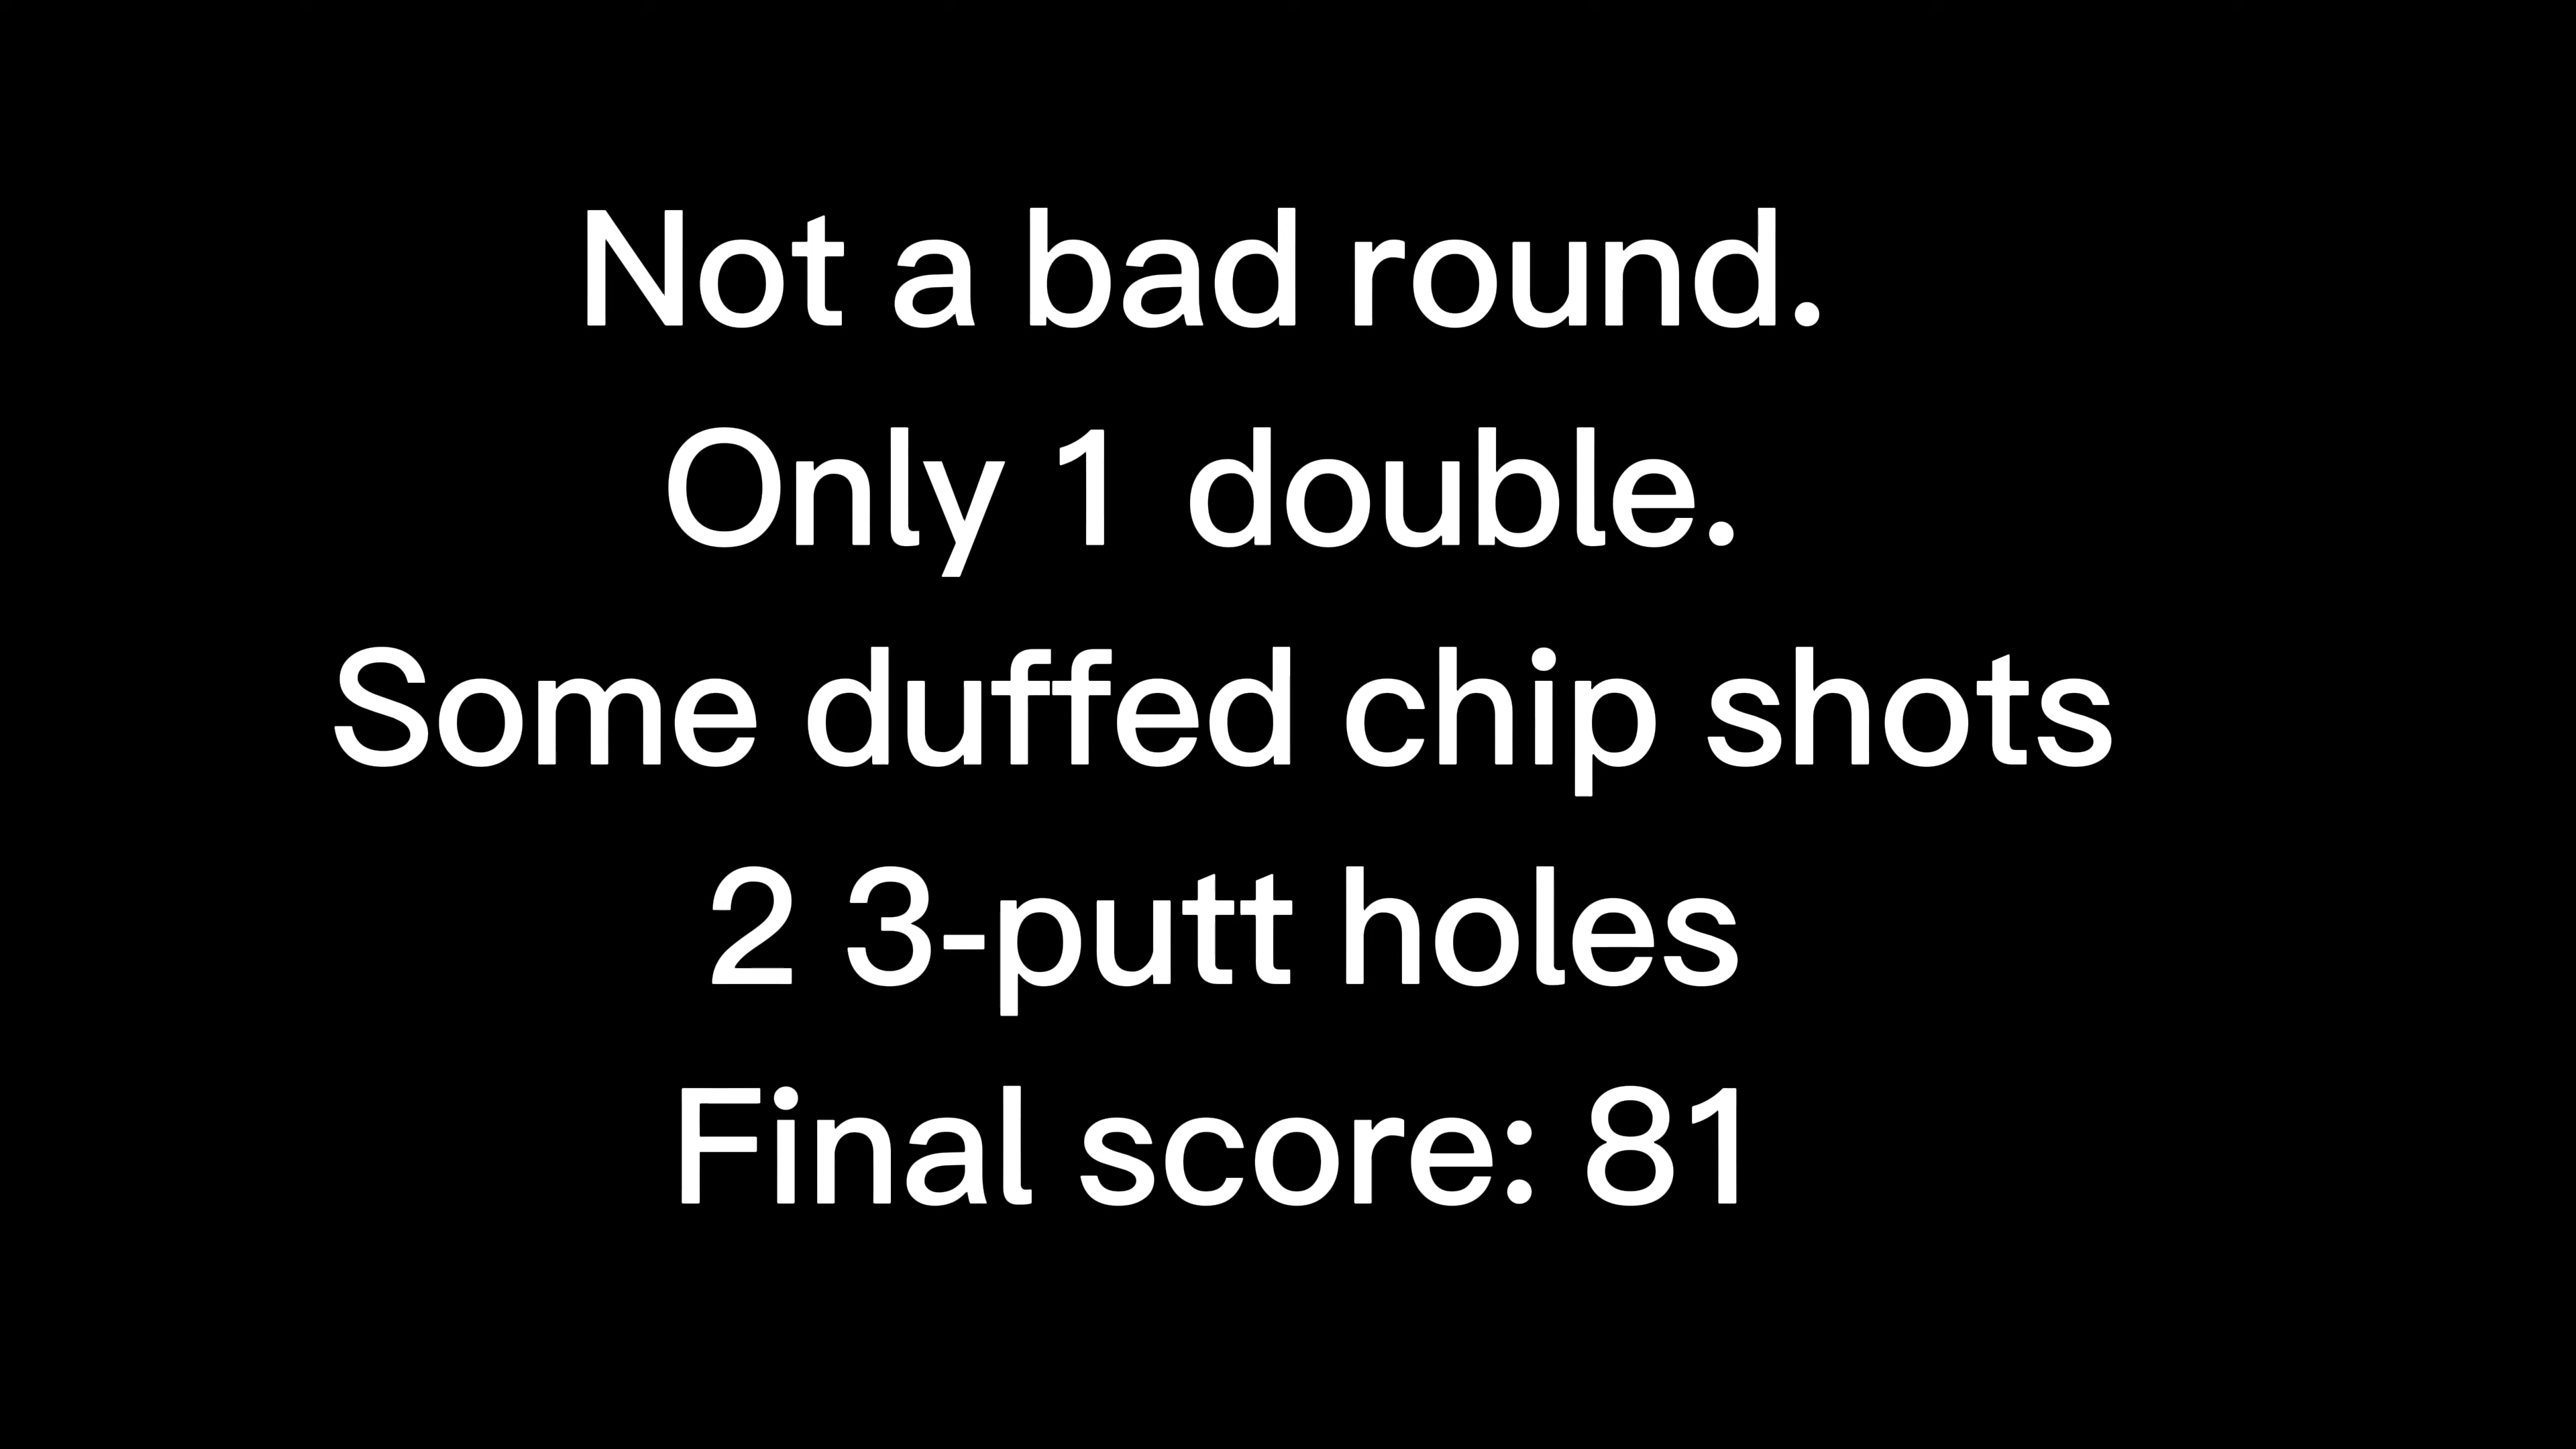 Not a bad round.
Only 1 double.
Some duffed chip shots
2 3-putt holes
Final score: 81